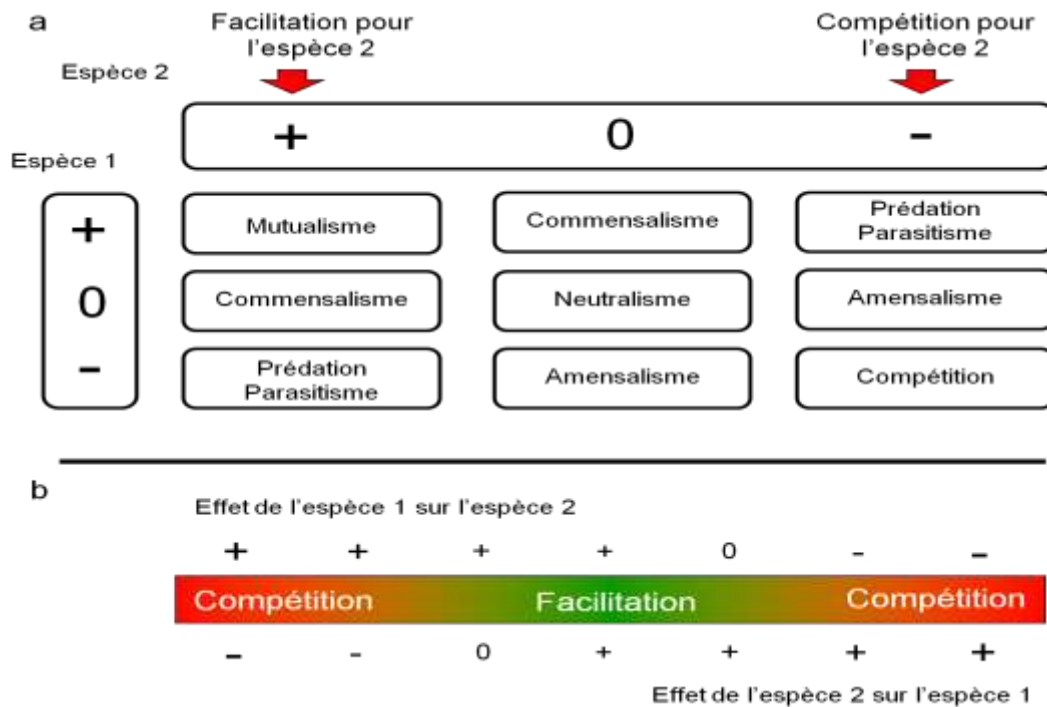 a
Facilitation pour
l'espèce 2
Compétition pour
l'espèce 2
Espèce 2
+ 0 -
Espèce 1
+
0
-
Mutualisme
Commensalisme
Prédation
Parasitisme
Commensalisme
Neutralisme
Amensalisme
Prédation
Parasitisme
Amensalisme
Compétition
b
Effet de l'espèce 1 sur l'espèce 2
+ + + + 0 - -
Compétition Facilitation Compétition
- - 0 + + + +
Effet de l'espèce 2 sur l'espèce 1